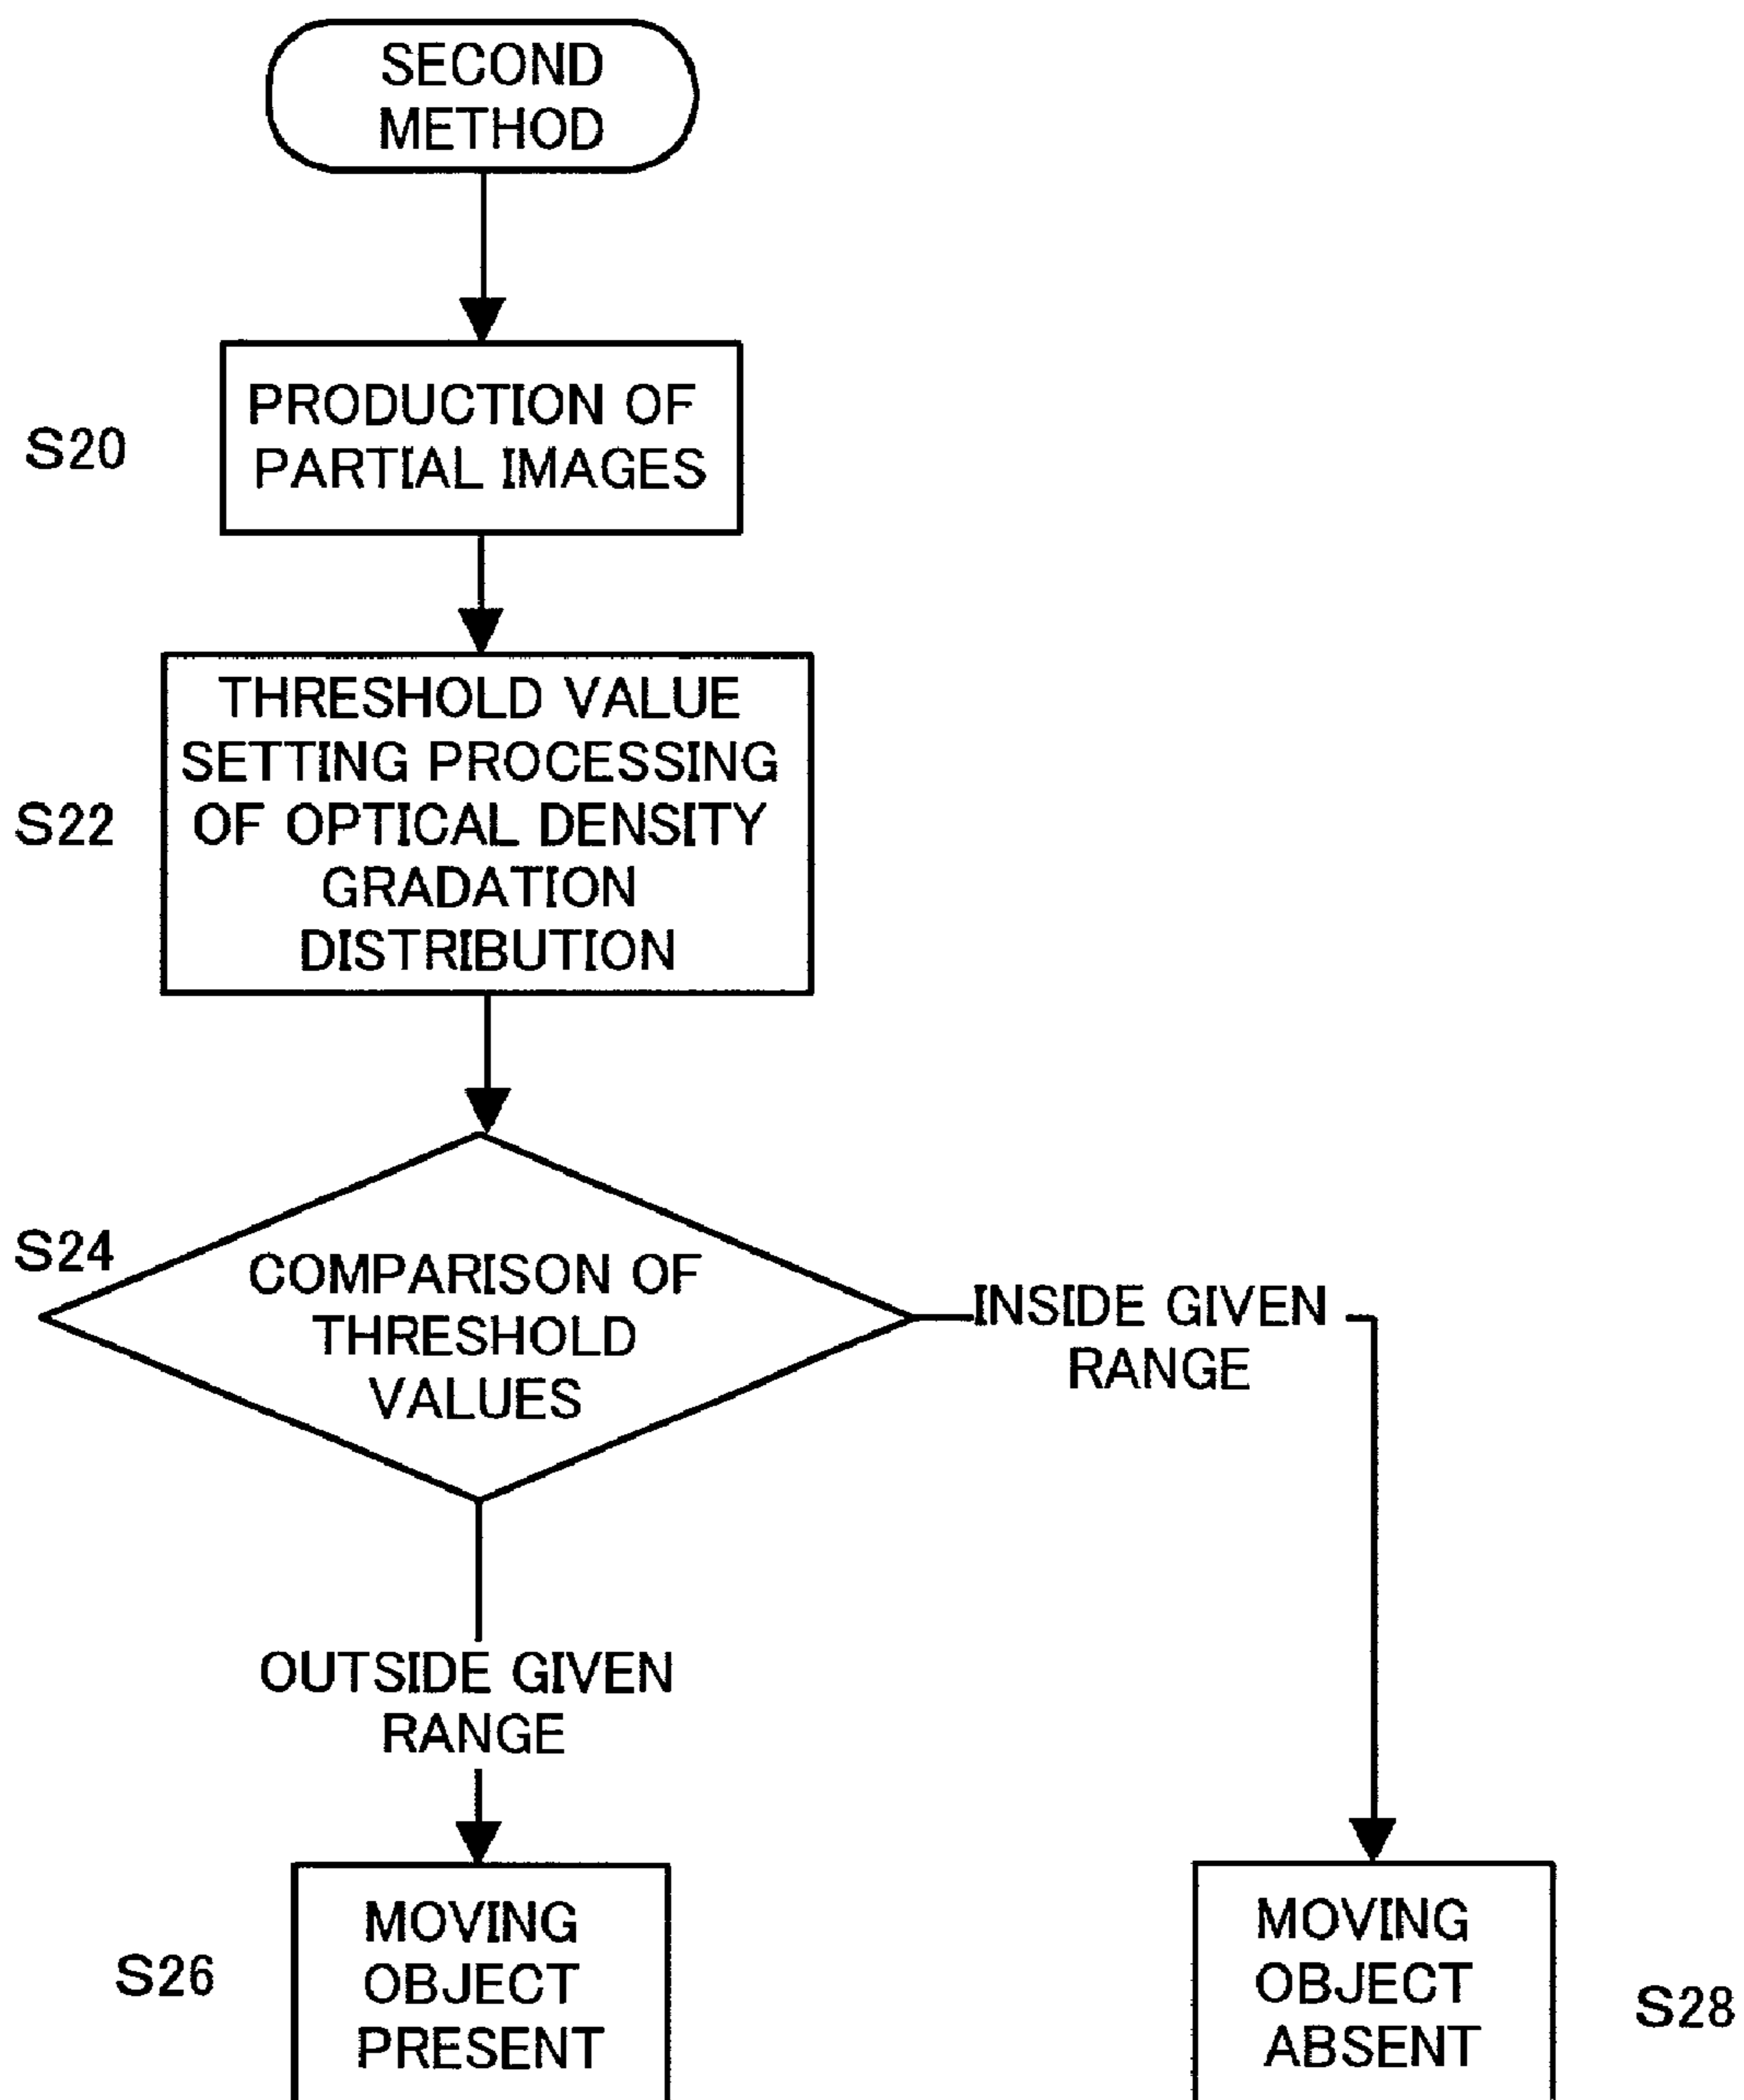 SECOND
METHOD
S20
PRODUCTION OF
PARTIAL IMAGES
S22
THRESHOLD VALUE
SETTING PROCESSING
OF OPTICAL DENSITY
GRADATION
DISTRIBUTION
S24
COMPARISON OF
THRESHOLD
VALUES
INSIDE GIVEN
RANGE
OUTSIDE GIVEN
RANGE
S26
MOVING
OBJECT
PRESENT
MOVING
OBJECT
ABSENT
S28